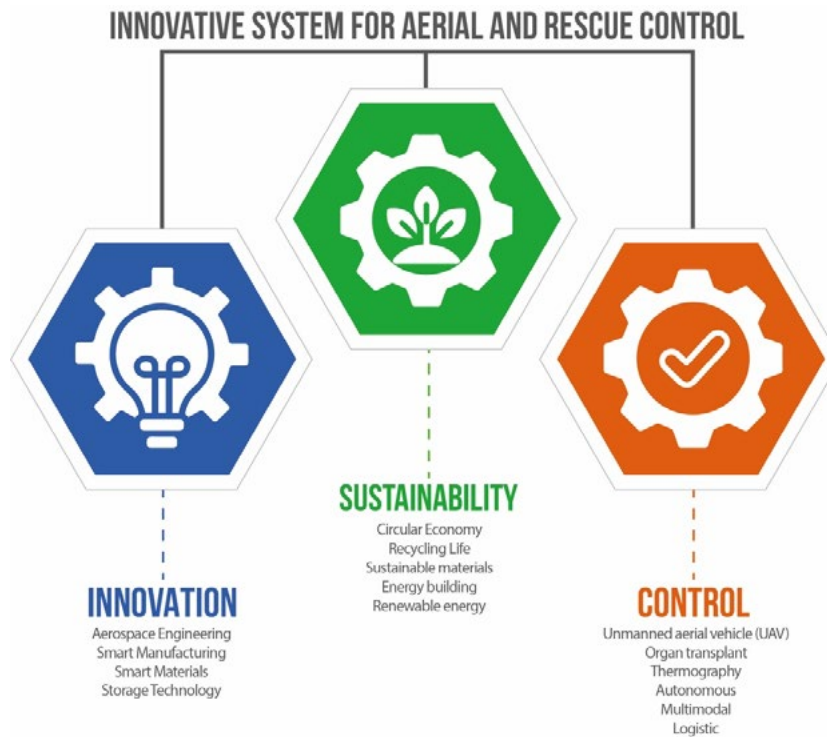 INNOVATIVE SYSTEM FOR AERIAL AND RESCUE CONTROL
INNOVATION
Aerospace Engineering
Smart Manufacturing
Smart Materials
Storage Technology
SUSTAINABILITY
Circular Economy
Recycling Life
Sustainable materials
Energy building
Renewable energy
CONTROL
Unmanned aerial vehicle (UAV)
Organ transplant
Thermography
Autonomous
Multimodal
Logistic